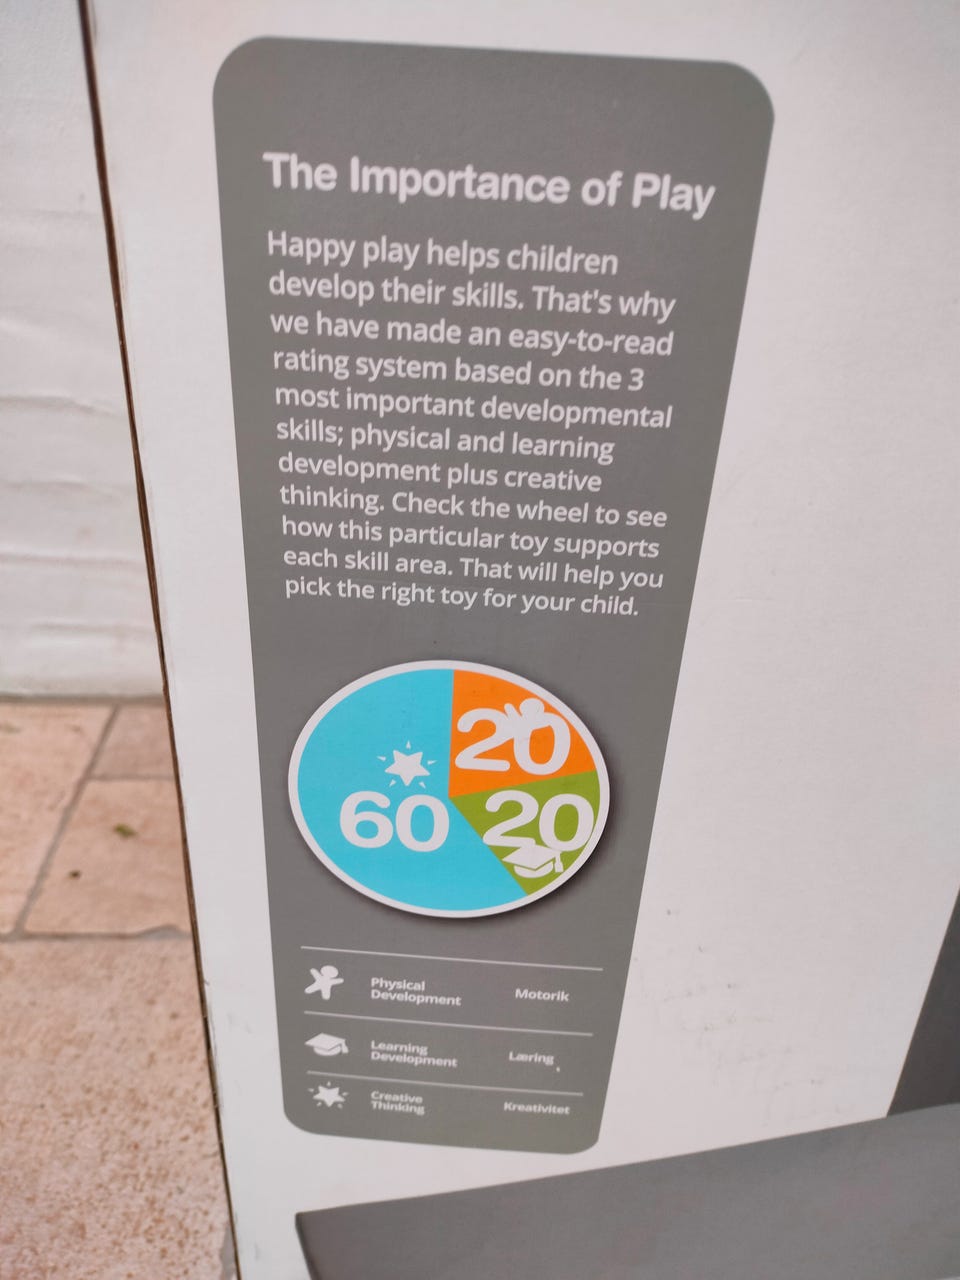 The Importance of Play
Happy play helps children
develop their skills. That's why
we have made an easy-to-read
rating system based on the 3
most important developmental
skills; physical and learning
development plus creative
thinking. Check the wheel to see
how this particular toy supports
each skill area. That will help you
pick the right toy for your child.
20
60
20
Physical
Development
Motorik
Learning
Development
Læring
Creative
Thinking
Kreativitet